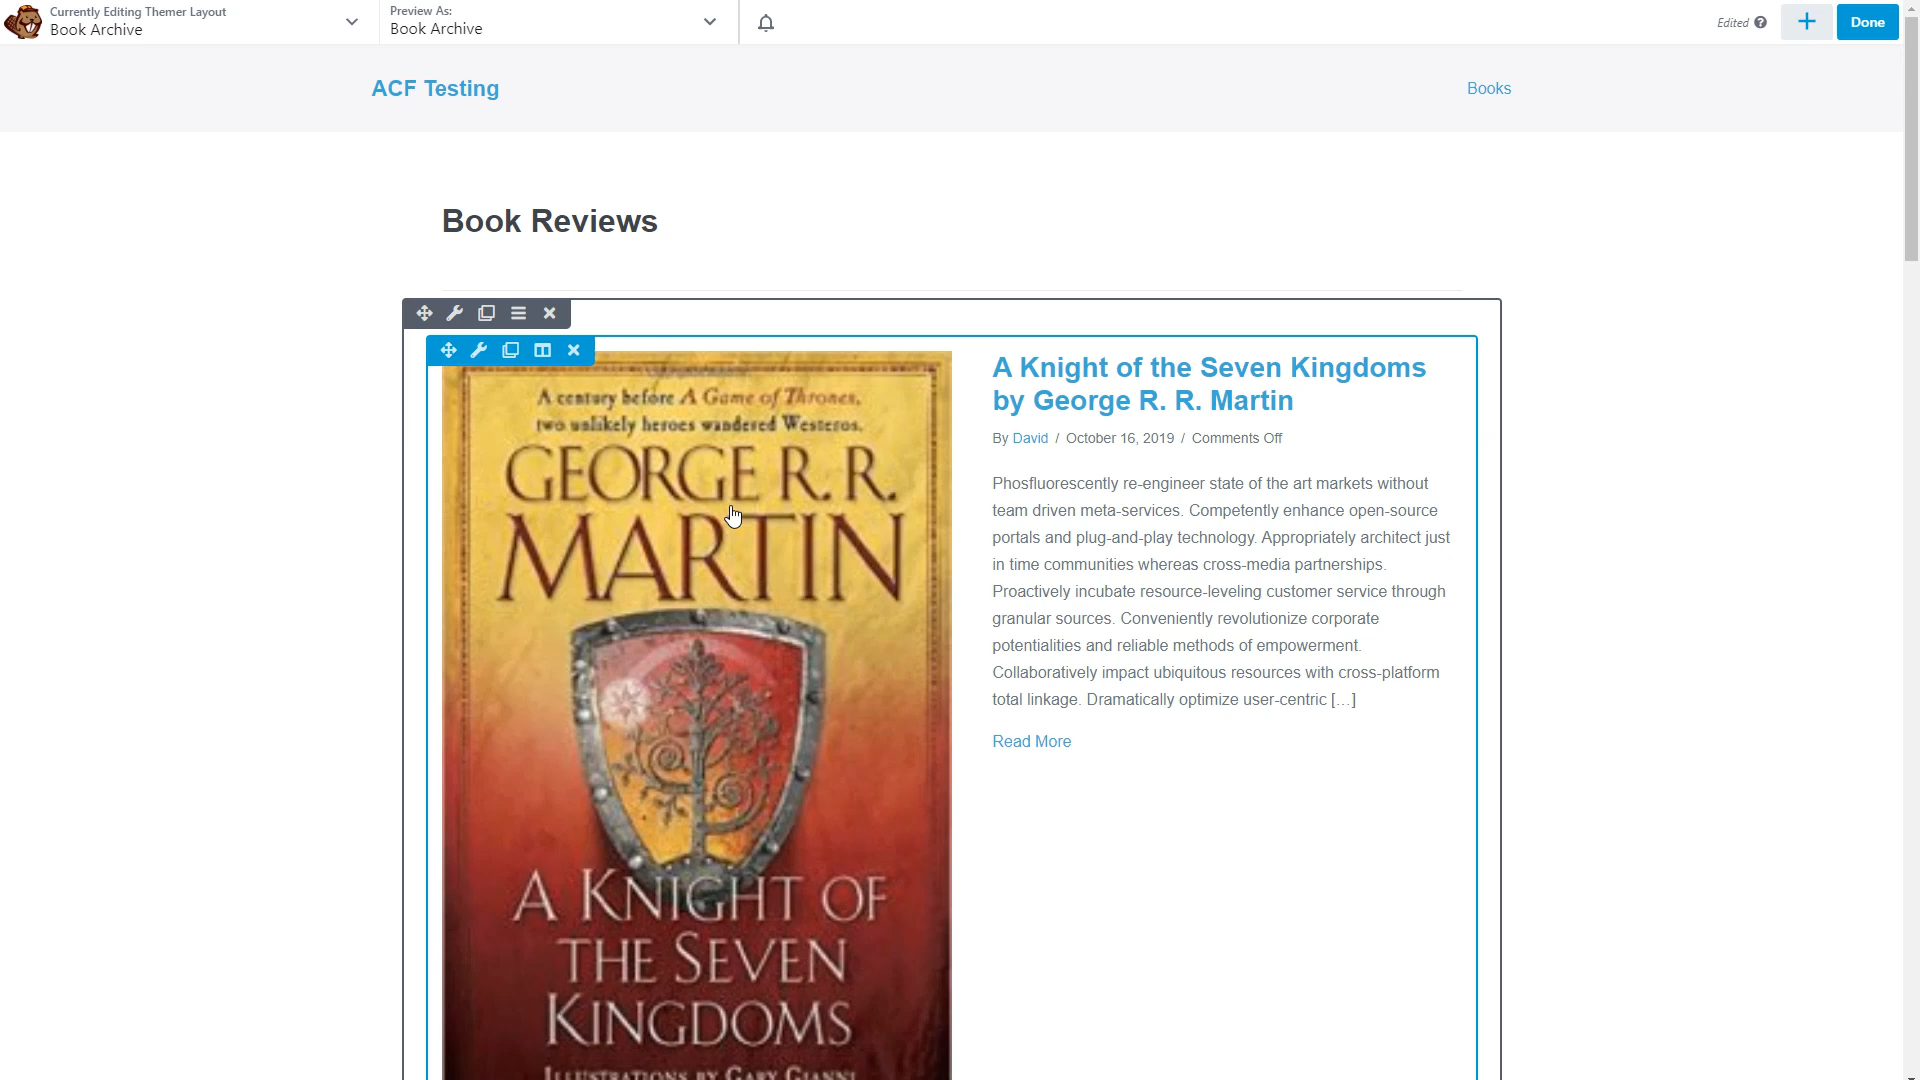 Currently Editing Themer Layout
Book Archive
Preview As:
Book Archive
Edited
Done
ACF Testing
Books
Book Reviews
A century before A Game of Thrones,
two unlikely heroes wandered Westeros.
GEORGE R. R.
MARTIN
A KNIGHT OF
THE SEVEN
KINGDOMS
ILLUSTRATIONS BY GARY GIANNI
A Knight of the Seven Kingdoms
by George R. R. Martin
By David / October 16, 2019 / Comments Off
Phosfluorescently re-engineer state of the art markets without
team driven meta-services. Competently enhance open-source
portals and plug-and-play technology. Appropriately architect just
in time communities whereas cross-media partnerships.
Proactively incubate resource-leveling customer service through
granular sources. Conveniently revolutionize corporate
potentialities and reliable methods of empowerment.
Collaboratively impact ubiquitous resources with cross-platform
total linkage. Dramatically optimize user-centric […]
Read More